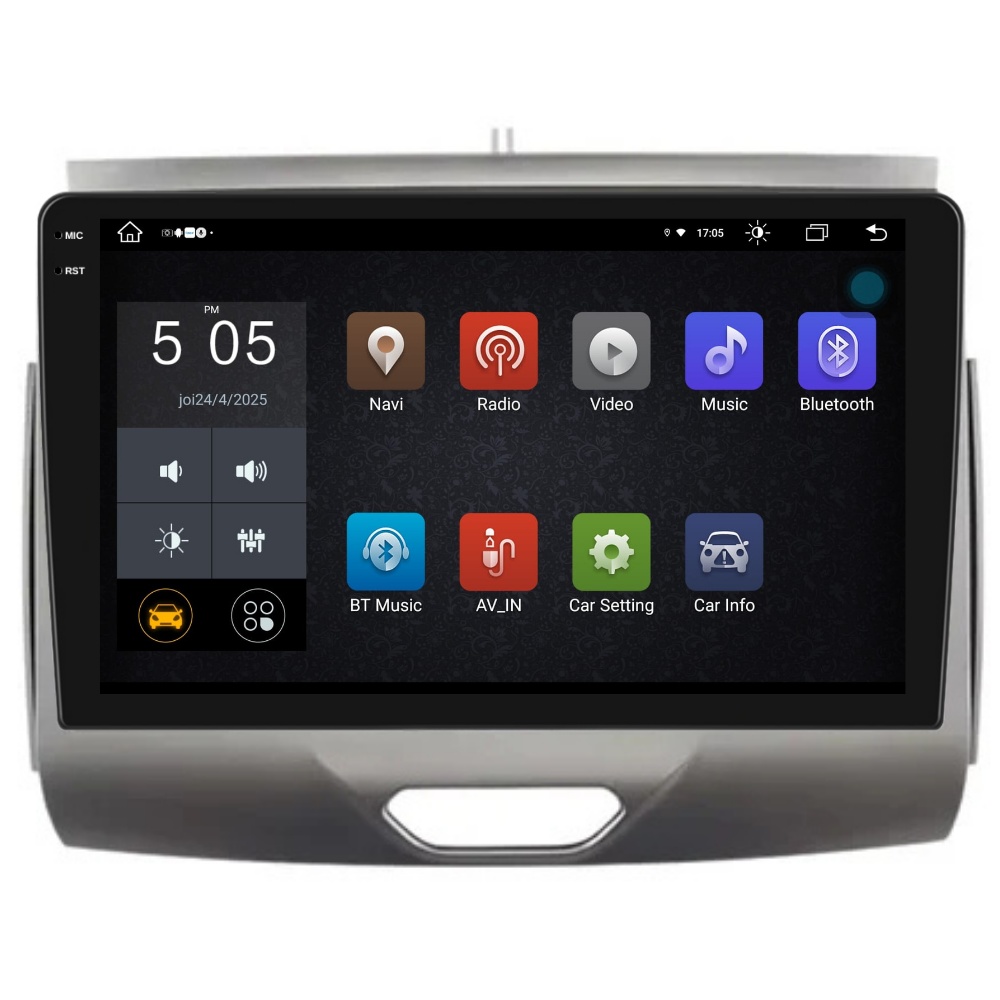 MIC
RST
17:05
PM
5 05
joi24/4/2025
Navi
Radio
Video
Music
Bluetooth
BT Music
AV_IN
Car Setting
Car Info